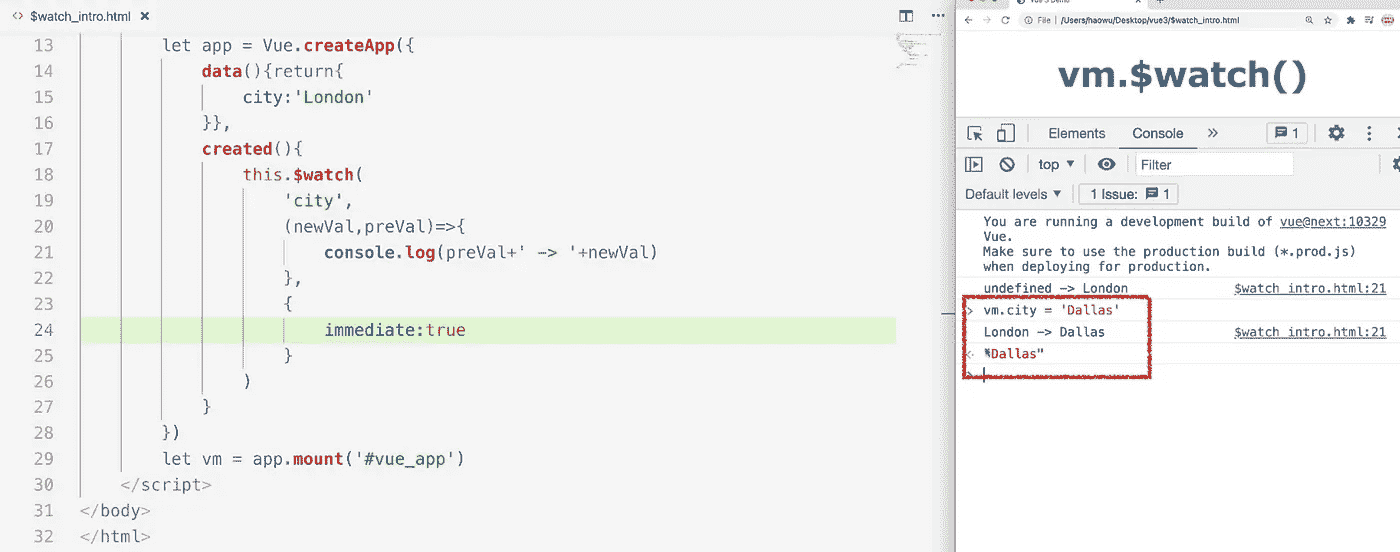 $watch_intro.html
13 let app = Vue.createApp({
14 data(){return{
15 city:'London'
16 }},
17 created(){
18 this.$watch(
19 'city',
20 (newVal,preVal)=>{
21 console.log(preVal+' -> '+newVal)
22 },
23 {
24 immediate:true
25 }
26 )
27 }
28 })
29 let vm = app.mount('#vue_app')
30 </script>
31 </body>
32 </html>
File /Users/haowu/Desktop/vue3/$watch_intro.html
vm.$watch()
Elements Console 1
top Filter
Default levels 1 Issue: 1
You are running a development build of vue@next:10329
Vue.
Make sure to use the production build (*.prod.js)
when deploying for production.
undefined -> London $watch_intro.html:21
> vm.city = 'Dallas'
London -> Dallas $watch_intro.html:21
"Dallas"
>